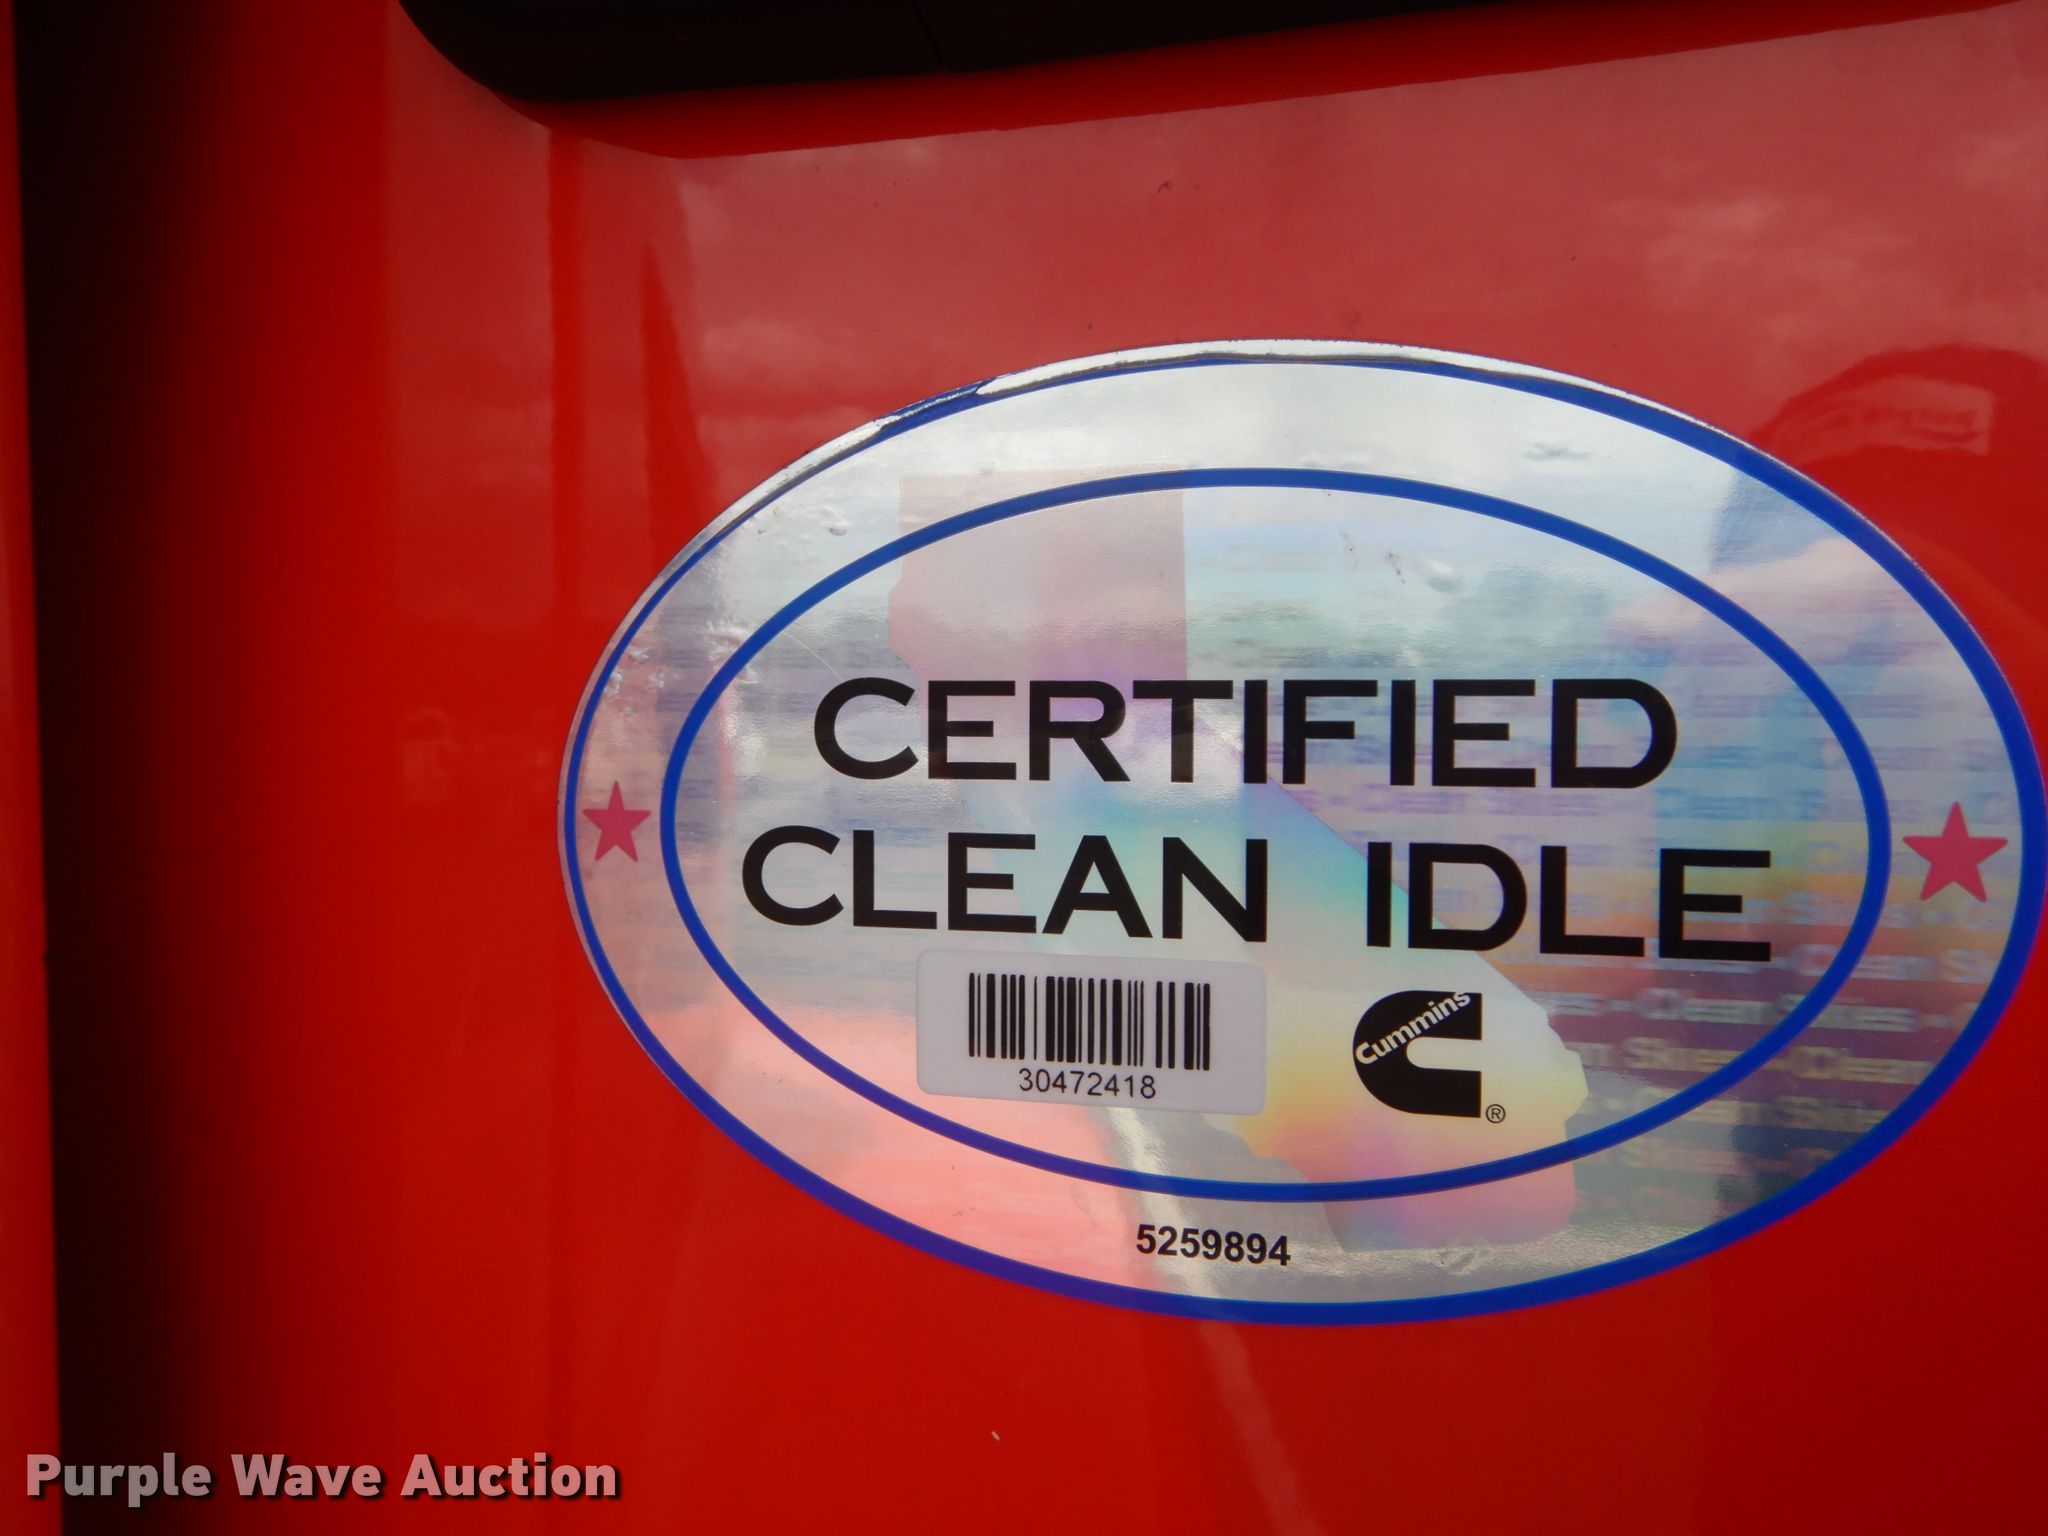 CERTIFIED
CLEAN IDLE
30472418
Cummins
®
5259894
Purple Wave Auction